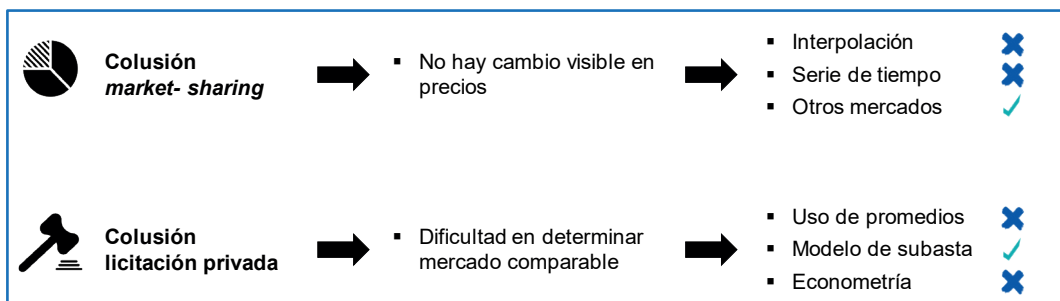 Colusión
market- sharing
▪ No hay cambio visible en
precios
▪ Interpolación
▪ Serie de tiempo
▪ Otros mercados
Colusión
licitación privada
▪ Dificultad en determinar
mercado comparable
▪ Uso de promedios
▪ Modelo de subasta
▪ Econometría